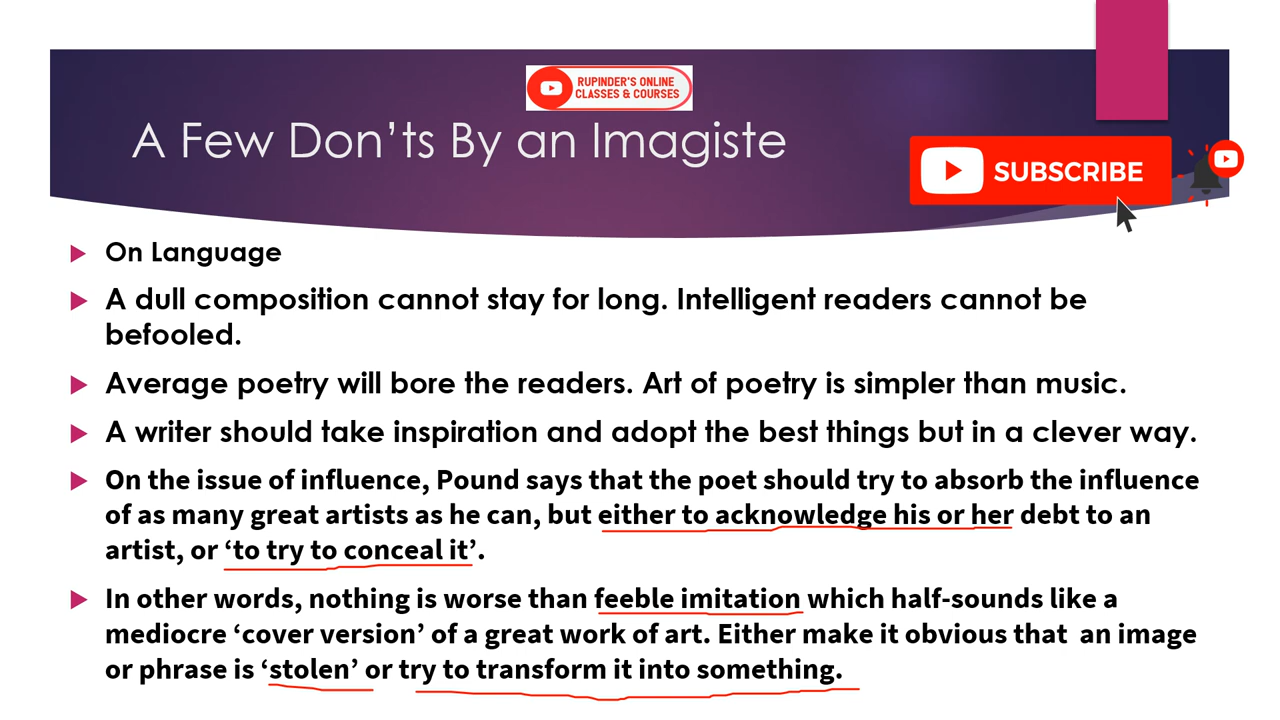 RUPINDER'S ONLINE
CLASSES & COURSES
A Few Don'ts By an Imagiste
SUBSCRIBE
On Language
A dull composition cannot stay for long. Intelligent readers cannot be
befooled.
Average poetry will bore the readers. Art of poetry is simpler than music.
A writer should take inspiration and adopt the best things but in a clever way.
On the issue of influence, Pound says that the poet should try to absorb the influence
of as many great artists as he can, but either to acknowledge his or her debt to an
artist, or ‘to try to conceal it’.
In other words, nothing is worse than feeble imitation which half-sounds like a
mediocre ‘cover version’ of a great work of art. Either make it obvious that an image
or phrase is ‘stolen’ or try to transform it into something.